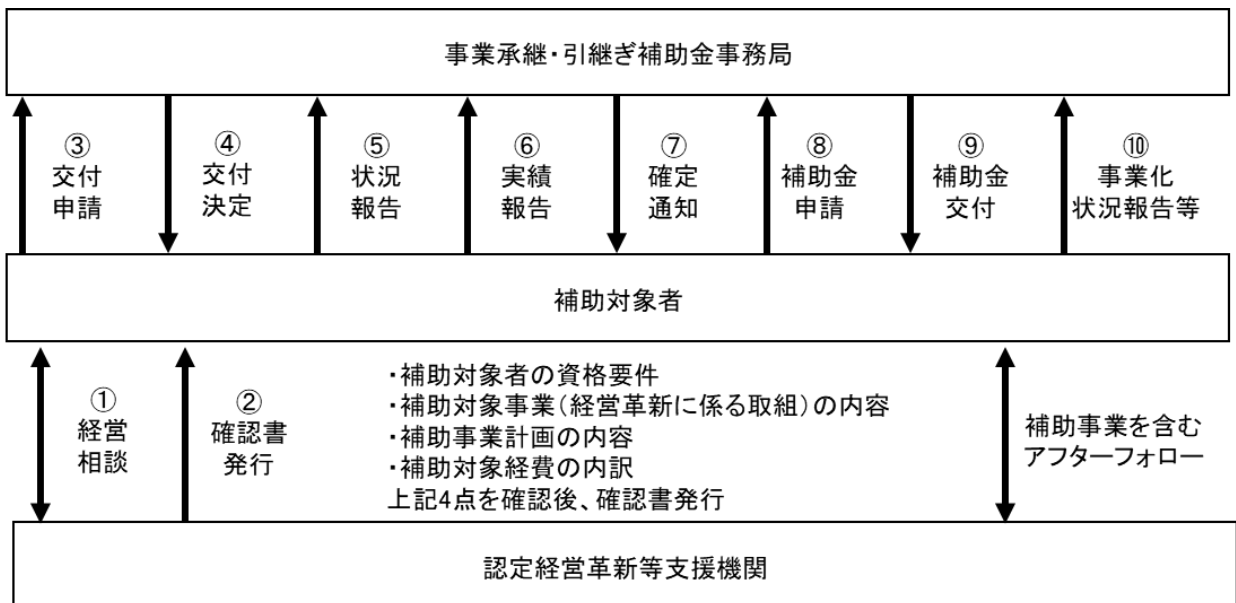 事業承継・引継ぎ補助金事務局
③
交付
申請
④
交付
決定
⑤
状況
報告
⑥
実績
報告
⑦
確定
通知
⑧
補助金
申請
⑨
補助金
交付
⑩
事業化
状況報告等
補助対象者
①
経営
相談
②
確認書
発行
・補助対象者の資格要件
・補助対象事業（経営革新に係る取組）の内容
・補助事業計画の内容
・補助対象経費の内訳
上記4点を確認後、確認書発行
補助事業を含む
アフターフォロー
認定経営革新等支援機関